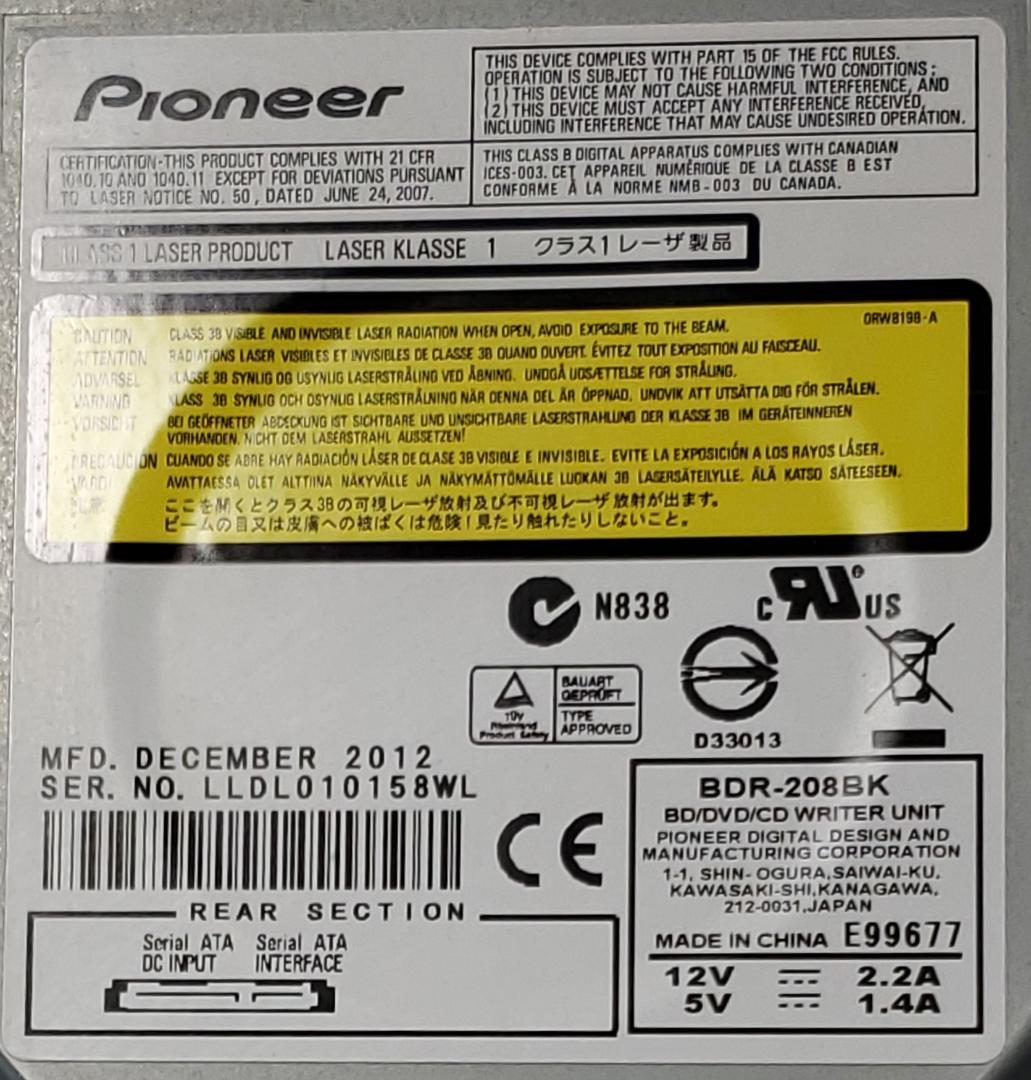 Pioneer
THIS DEVICE COMPLIES WITH PART 15 OF THE FCC RULES.
OPERATION IS SUBJECT TO THE FOLLOWING TWO CONDITIONS ;
(1) THIS DEVICE MAY NOT CAUSE HARMFUL INTERFERENCE, AND
(2) THIS DEVICE MUST ACCEPT ANY INTERFERENCE RECEIVED,
INCLUDING INTERFERENCE THAT MAY CAUSE UNDESIRED OPERATION.
CERTIFICATION-THIS PRODUCT COMPLIES WITH 21 CFR
1040.10 AND 1040.11 EXCEPT FOR DEVIATIONS PURSUANT
TO LASER NOTICE NO. 50, DATED JUNE 24, 2007.
THIS CLASS B DIGITAL APPARATUS COMPLIES WITH CANADIAN
ICES-003. CET APPAREIL NUMÉRIQUE DE LA CLASSE B EST
CONFORME À LA NORME NMB-003 DU CANADA.
CLASS 1 LASER PRODUCT LASER KLASSE 1 クラス1レーザ製品
ORW8198-A
CAUTION CLASS 3B VISIBLE AND INVISIBLE LASER RADIATION WHEN OPEN, AVOID EXPOSURE TO THE BEAM.
ATTENTION RADIATIONS LASER VISIBLES ET INVISIBLES DE CLASSE 3B QUAND OUVERT. ÉVITEZ TOUT EXPOSITION AU FAISCEAU.
ADVARSEL KLASSE 3B SYNLIG OG USYNLIG LASERSTRÅLING VED ÅBNING. UNDGÅ UDSÆTTELSE FOR STRÅLING.
VARNING KLASS 3B SYNLIG OCH OSYNLIG LASERSTRÅLNING NÄR DENNA DEL ÄR ÖPPNAD. UNDVIK ATT UTSÄTTA DIG FÖR STRÅLEN.
VORSICHT BEI GEÖFFNETER ABDECKUNG IST SICHTBARE UND UNSICHTBARE LASERSTRAHLUNG DER KLASSE 3B IM GERÄTEINNEREN
VORHANDEN. NICHT DEM LASERSTRAHL AUSSETZEN!
PRECAUCIÓN CUANDO SE ABRE HAY RADIACIÓN LÁSER DE CLASE 3B VISIBLE E INVISIBLE. EVITE LA EXPOSICIÓN A LOS RAYOS LÁSER.
AVATTAESSA OLET ALTTIINA NÄKYVÄLLE JA NÄKYMÄTTÖMÄLLE LUOKAN 3B LASERSÄTEILYLLE. ÄLÄ KATSO SÄTEESEEN.
ここを開くとクラス3Bの可視レーザ放射及び不可視レーザ放射が出ます。
ビームの目又は皮膚への被ばくは危険!見たり触れたりしないこと。
N838
C RU ® US
TÜV
Rheinland
Product Safety
BAUART
GEPRÜFT
TYPE
APPROVED
D33013
MFD. DECEMBER 2012
SER. NO. LLDL010158WL
CE
REAR SECTION
Serial ATA Serial ATA
DC INPUT INTERFACE
BDR-208BK
BD/DVD/CD WRITER UNIT
PIONEER DIGITAL DESIGN AND
MANUFACTURING CORPORATION
1-1, SHIN-OGURA,SAIWAI-KU,
KAWASAKI-SHI,KANAGAWA,
212-0031,JAPAN
MADE IN CHINA E99677
12V ⎓ 2.2A
5V ⎓ 1.4A